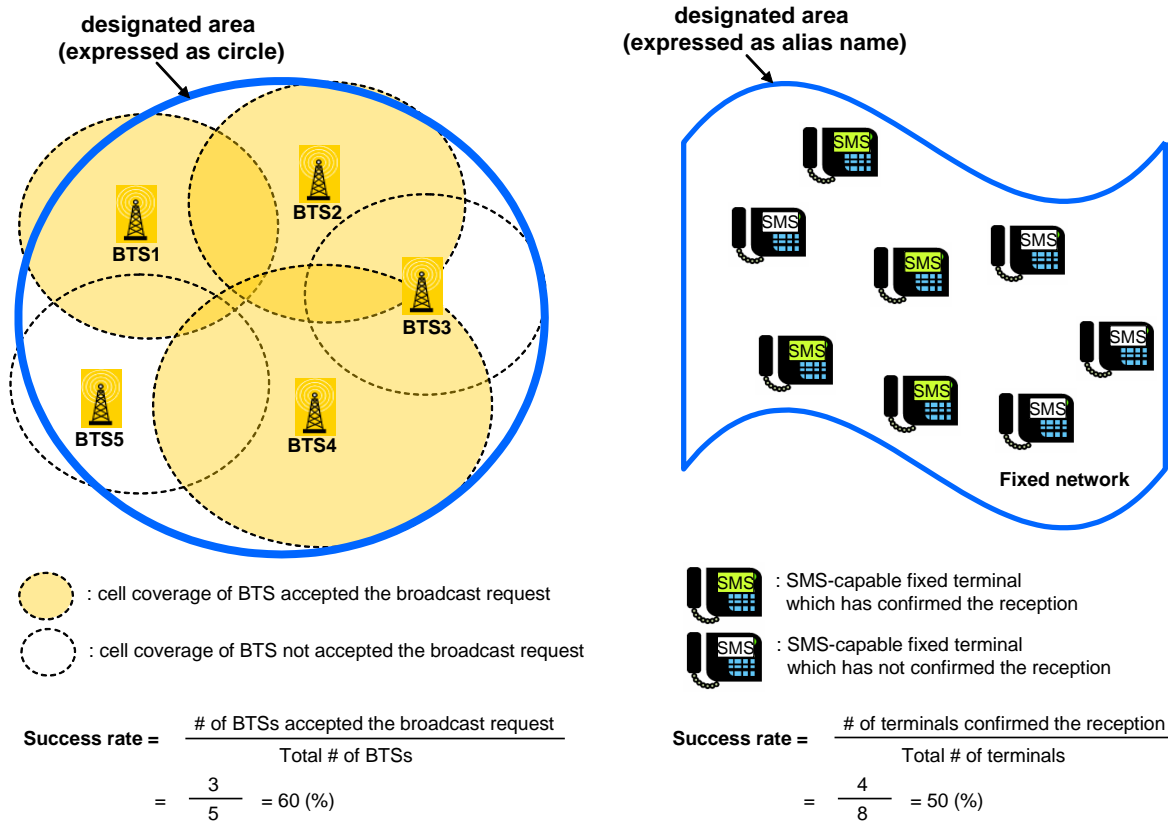 designated area
(expressed as circle)
BTS1
BTS2
BTS3
BTS4
BTS5
: cell coverage of BTS accepted the broadcast request
: cell coverage of BTS not accepted the broadcast request
Success rate =
# of BTSs accepted the broadcast request
Total # of BTSs
=
3
5
= 60 (%)
designated area
(expressed as alias name)
SMS
SMS
SMS
SMS
SMS
SMS
SMS
SMS
Fixed network
SMS
: SMS-capable fixed terminal
which has confirmed the reception
SMS
: SMS-capable fixed terminal
which has not confirmed the reception
Success rate =
# of terminals confirmed the reception
Total # of terminals
=
4
8
= 50 (%)